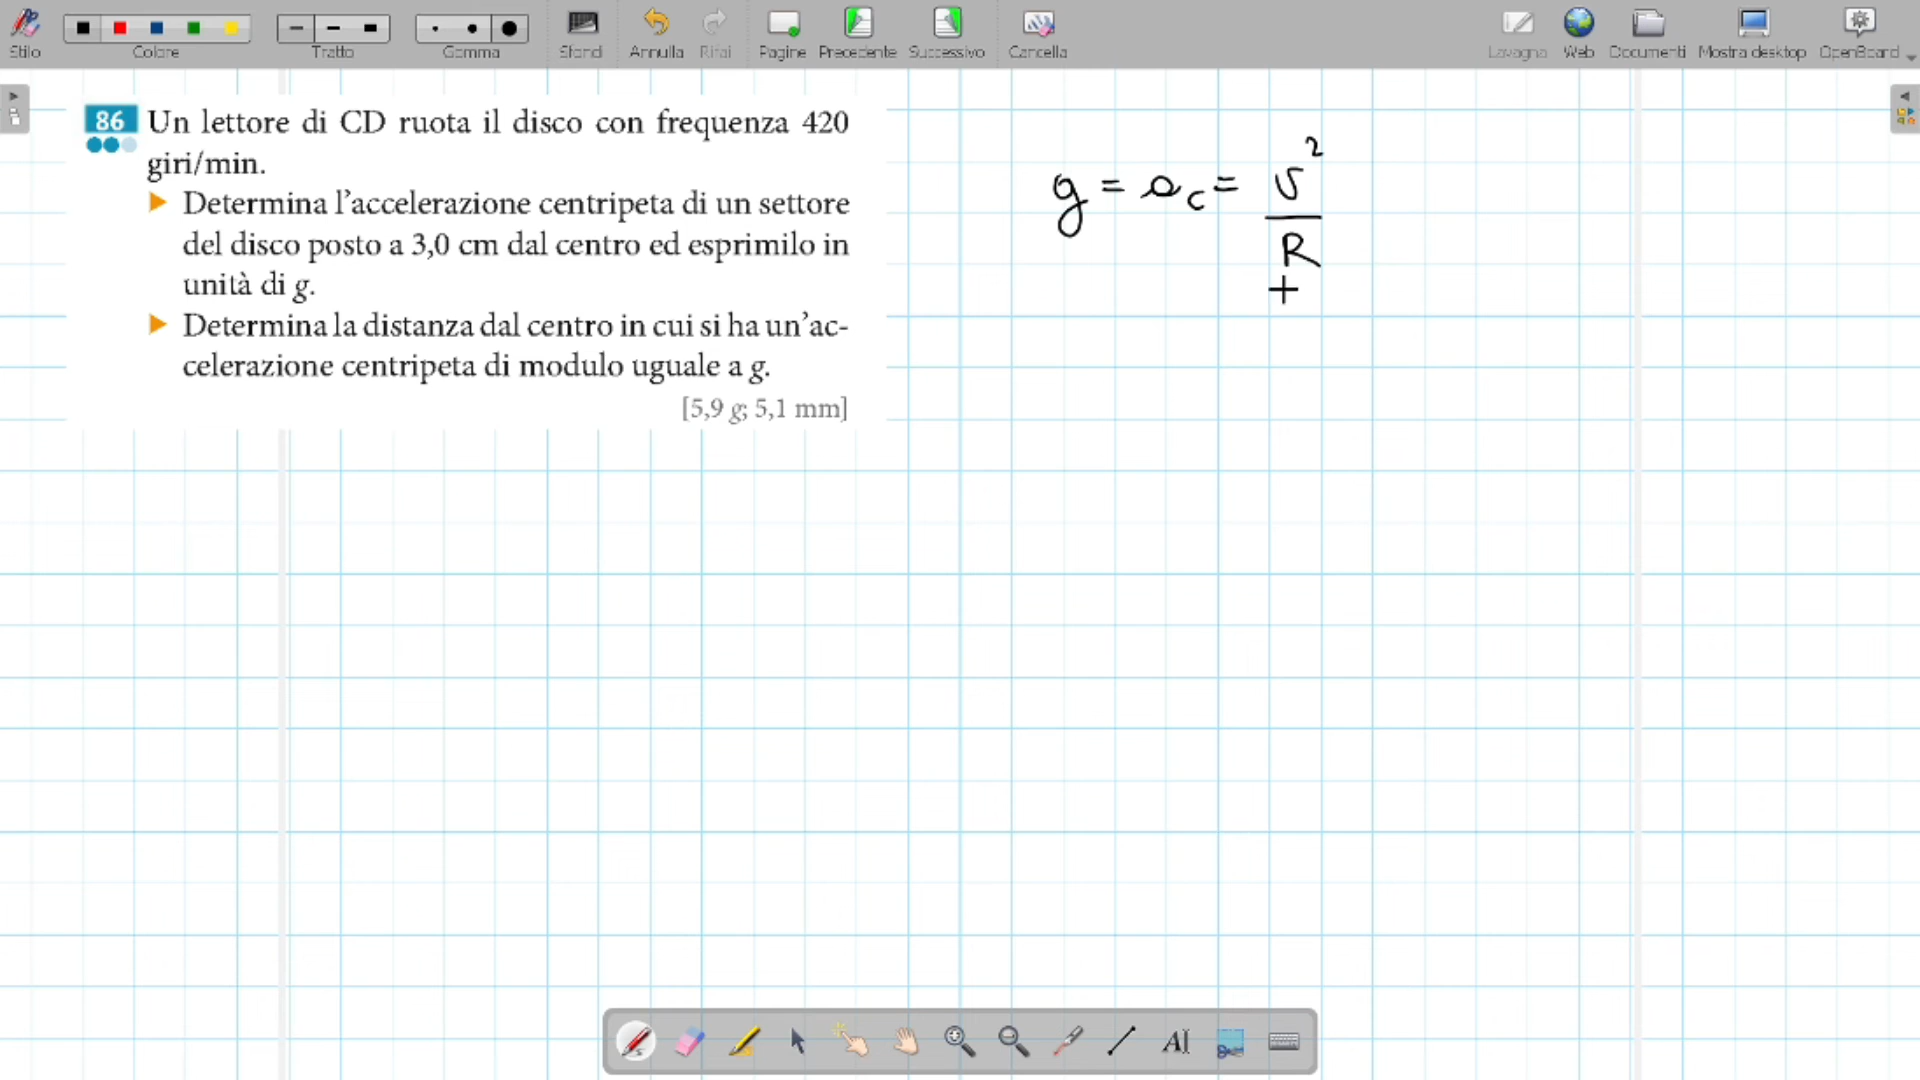 Stilo
Colore
Tratto
Gomma
Sfondi
Annulla
Rifai
Pagine
Precedente
Successivo
Cancella
Lavagna
Web
Documenti
Mostra desktop
OpenBoard
86 Un lettore di CD ruota il disco con frequenza 420
giri/min.
Determina l'accelerazione centripeta di un settore
del disco posto a 3,0 cm dal centro ed esprimilo in
unità di g.
Determina la distanza dal centro in cui si ha un'ac-
celerazione centripeta di modulo uguale a g.
[5,9 g; 5,1 mm]
g = a_c = v²
R
AI